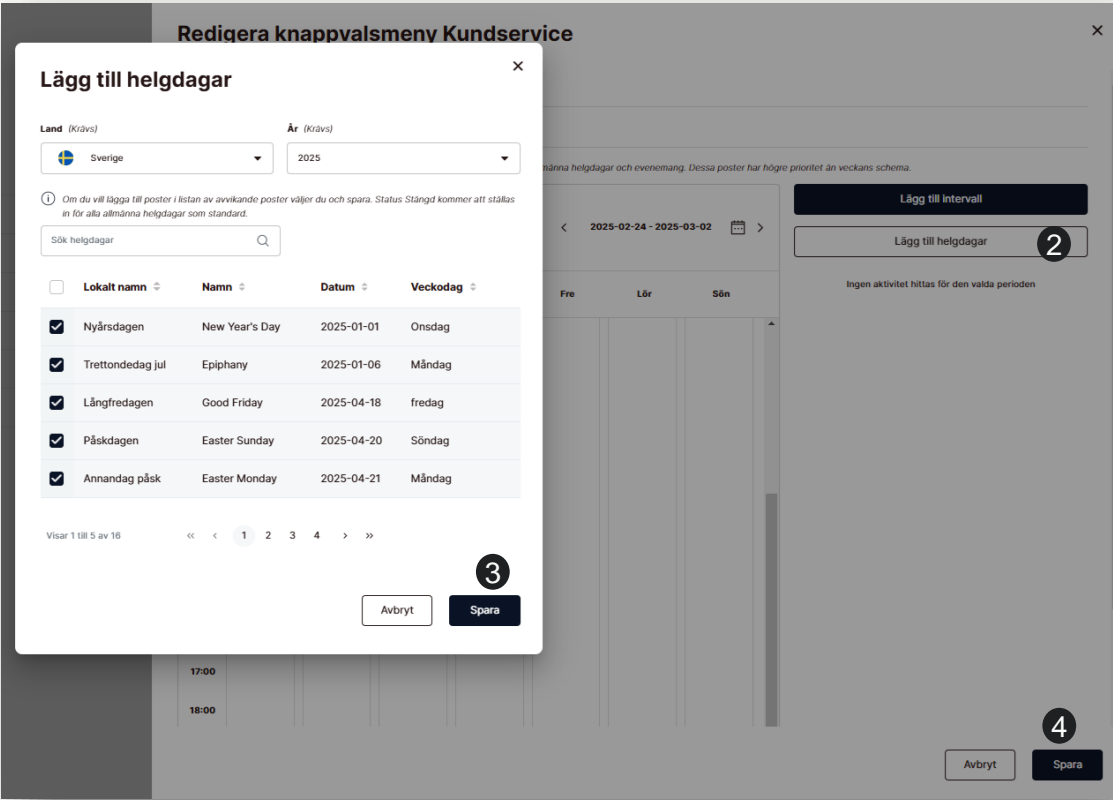 Redigera knappvalsmeny Kundservice
Lägg till helgdagar
Land (Krävs)
År (Krävs)
Sverige
2025
Om du vill lägga till poster i listan av avvikande poster väljer du och spara. Status Stängd kommer att ställas
in för alla allmänna helgdagar som standard.
Sök helgdagar
Lokalt namn Namn Datum Veckodag
Nyårsdagen New Year's Day 2025-01-01 Onsdag
Trettondedag jul Epiphany 2025-01-06 Måndag
Långfredagen Good Friday 2025-04-18 fredag
Påskdagen Easter Sunday 2025-04-20 Söndag
Annandag påsk Easter Monday 2025-04-21 Måndag
Visar 1 till 5 av 16
« ‹ 1 2 3 4 › »
3
Avbryt Spara
männa helgdagar och evenemang. Dessa poster har högre prioritet än veckans schema.
2025-02-24 - 2025-03-02
Fre Lör Sön
Lägg till intervall
Lägg till helgdagar 2
Ingen aktivitet hittas för den valda perioden
17:00
18:00
4
Avbryt Spara